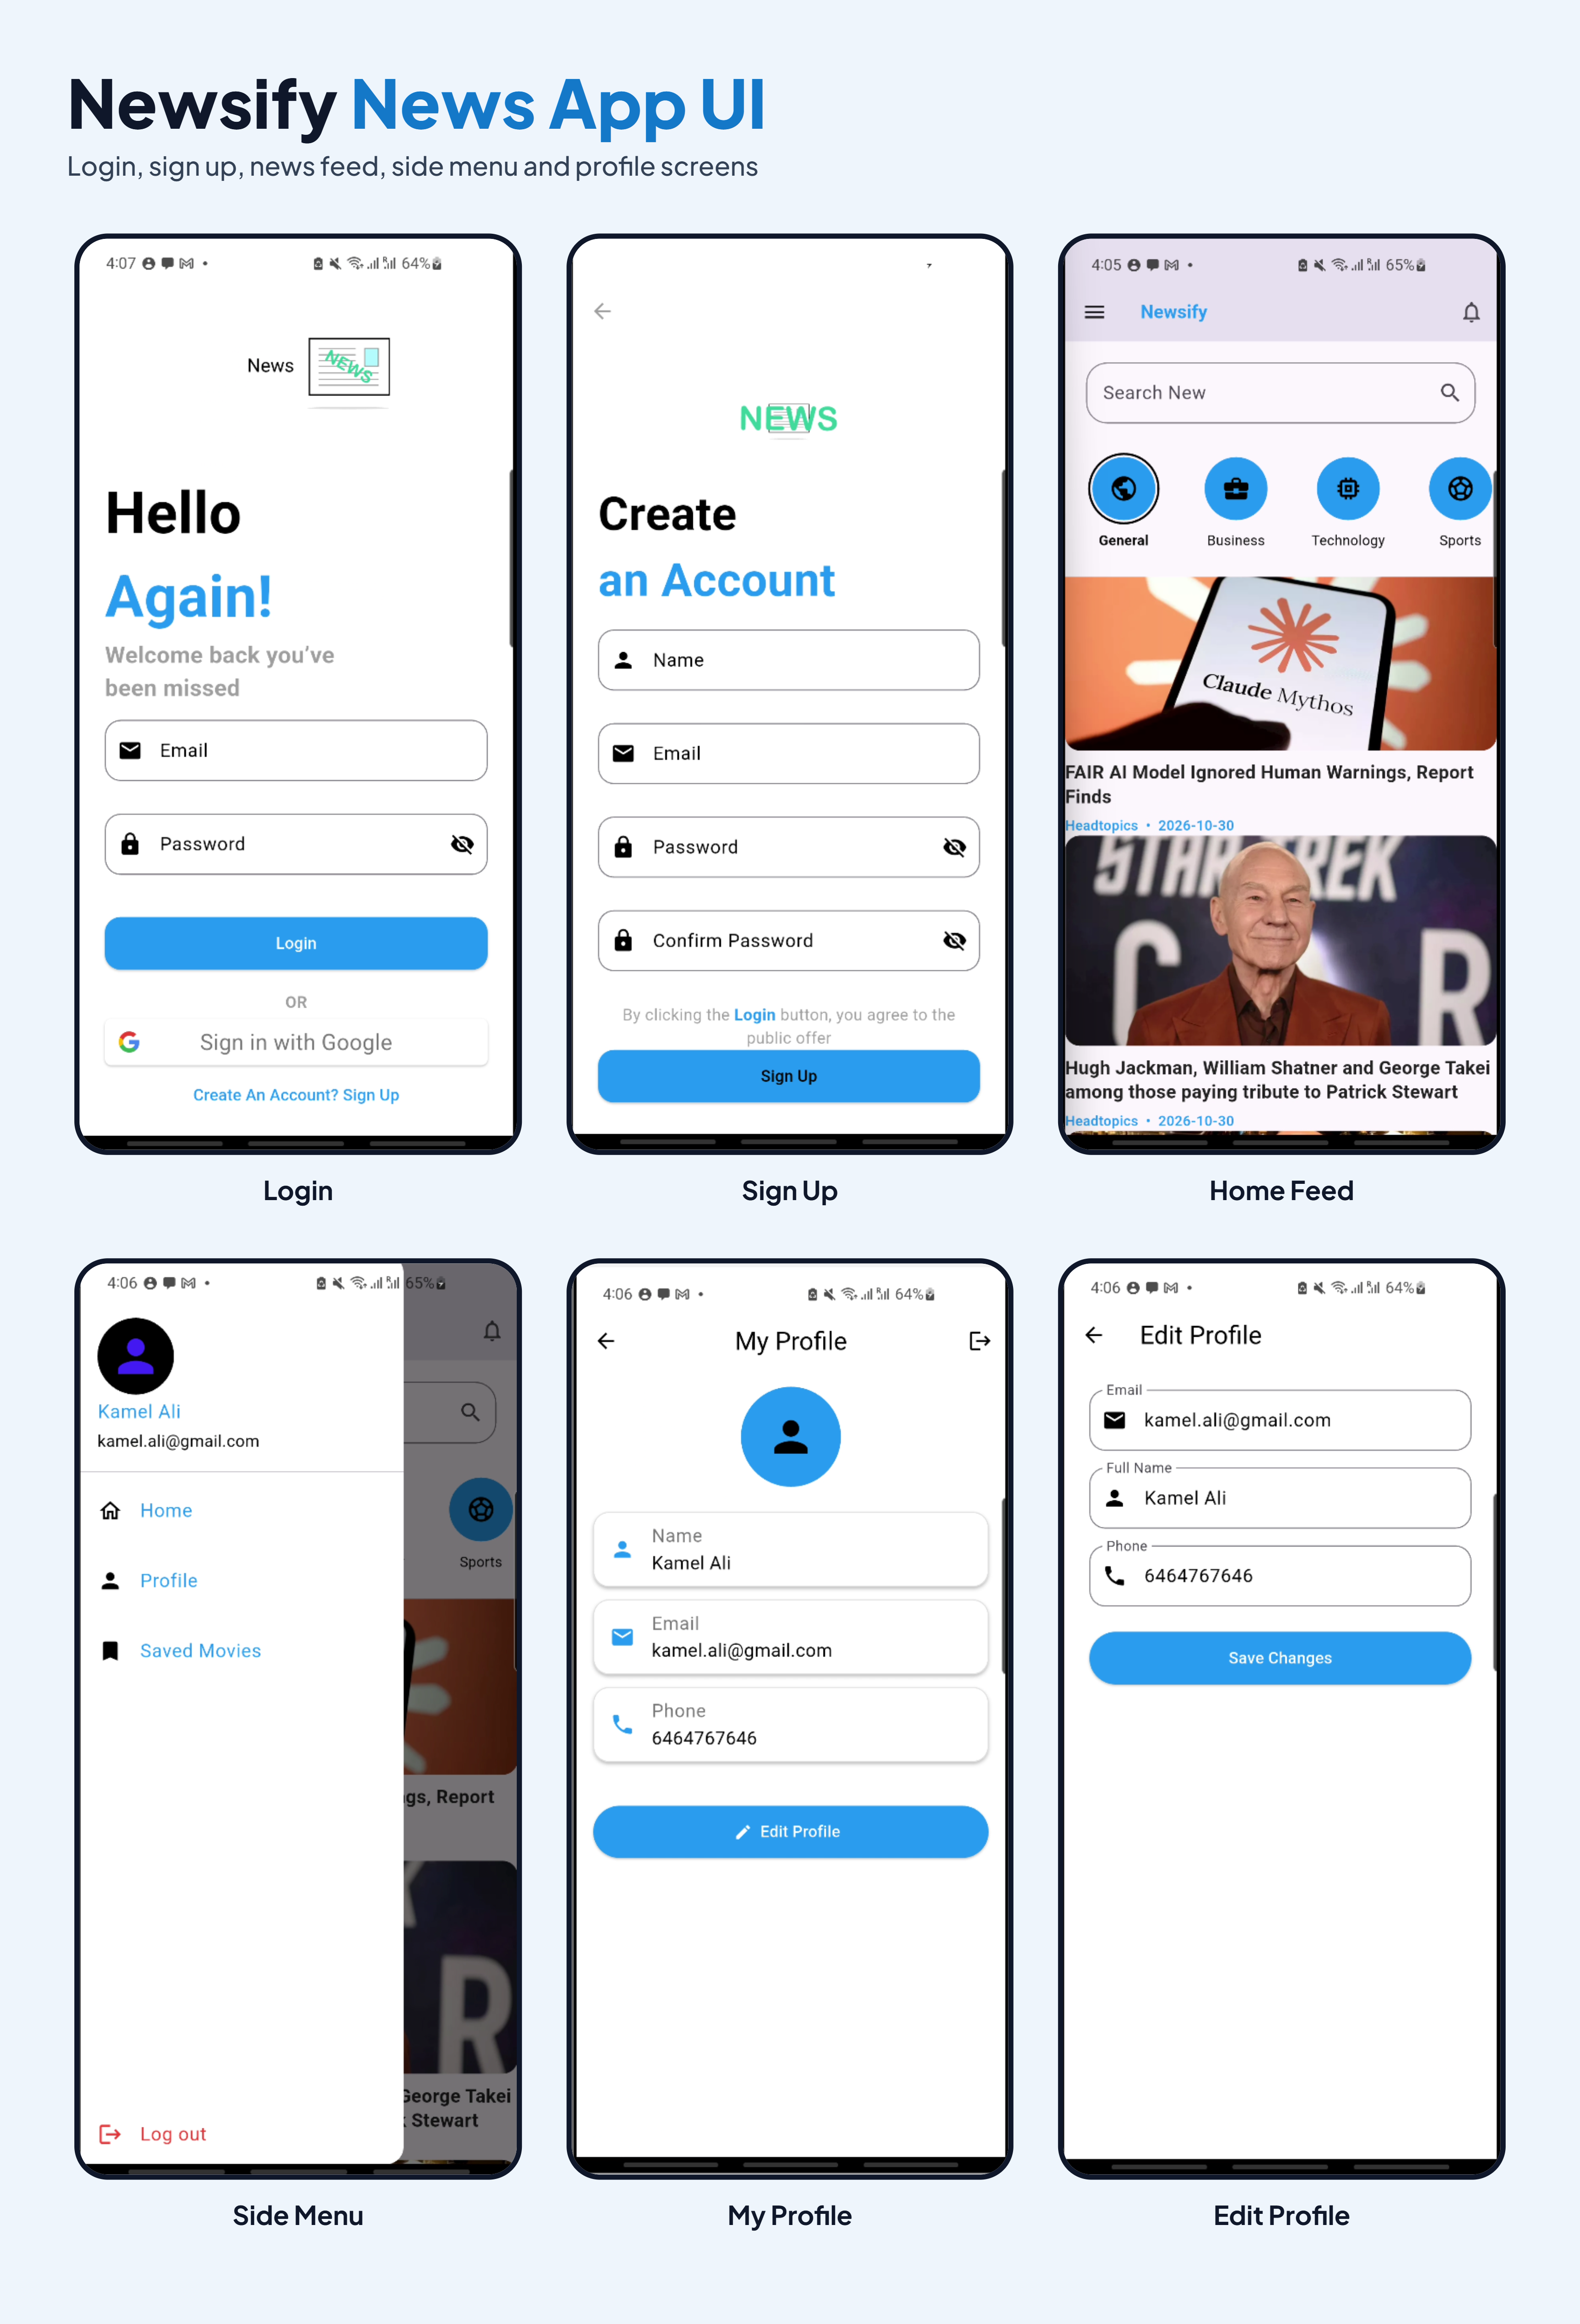 Newsify News App UI
Login, sign up, news feed, side menu and profile screens
4:07
64%
News
NEWS
Hello
Again!
Welcome back you've
been missed
Email
Password
Login
OR
Sign in with Google
Create An Account? Sign Up
Login
NEWS
Create
an Account
Name
Email
Password
Confirm Password
By clicking the Login button, you agree to the
public offer
Sign Up
Sign Up
4:05
65%
Newsify
Search New
General
Business
Technology
Sports
Claude Mythos
FAIR AI Model Ignored Human Warnings, Report
Finds
Headtopics • 2026-10-30
STAR TREK
C R
Hugh Jackman, William Shatner and George Takei
among those paying tribute to Patrick Stewart
Headtopics • 2026-10-30
Home Feed
4:06
65%
Kamel Ali
kamel.ali@gmail.com
Home
Profile
Saved Movies
Sports
gs, Report
R
George Takei
Stewart
Log out
Side Menu
4:06
64%
My Profile
Name
Kamel Ali
Email
kamel.ali@gmail.com
Phone
6464767646
Edit Profile
My Profile
4:06
64%
Edit Profile
Email
kamel.ali@gmail.com
Full Name
Kamel Ali
Phone
6464767646
Save Changes
Edit Profile